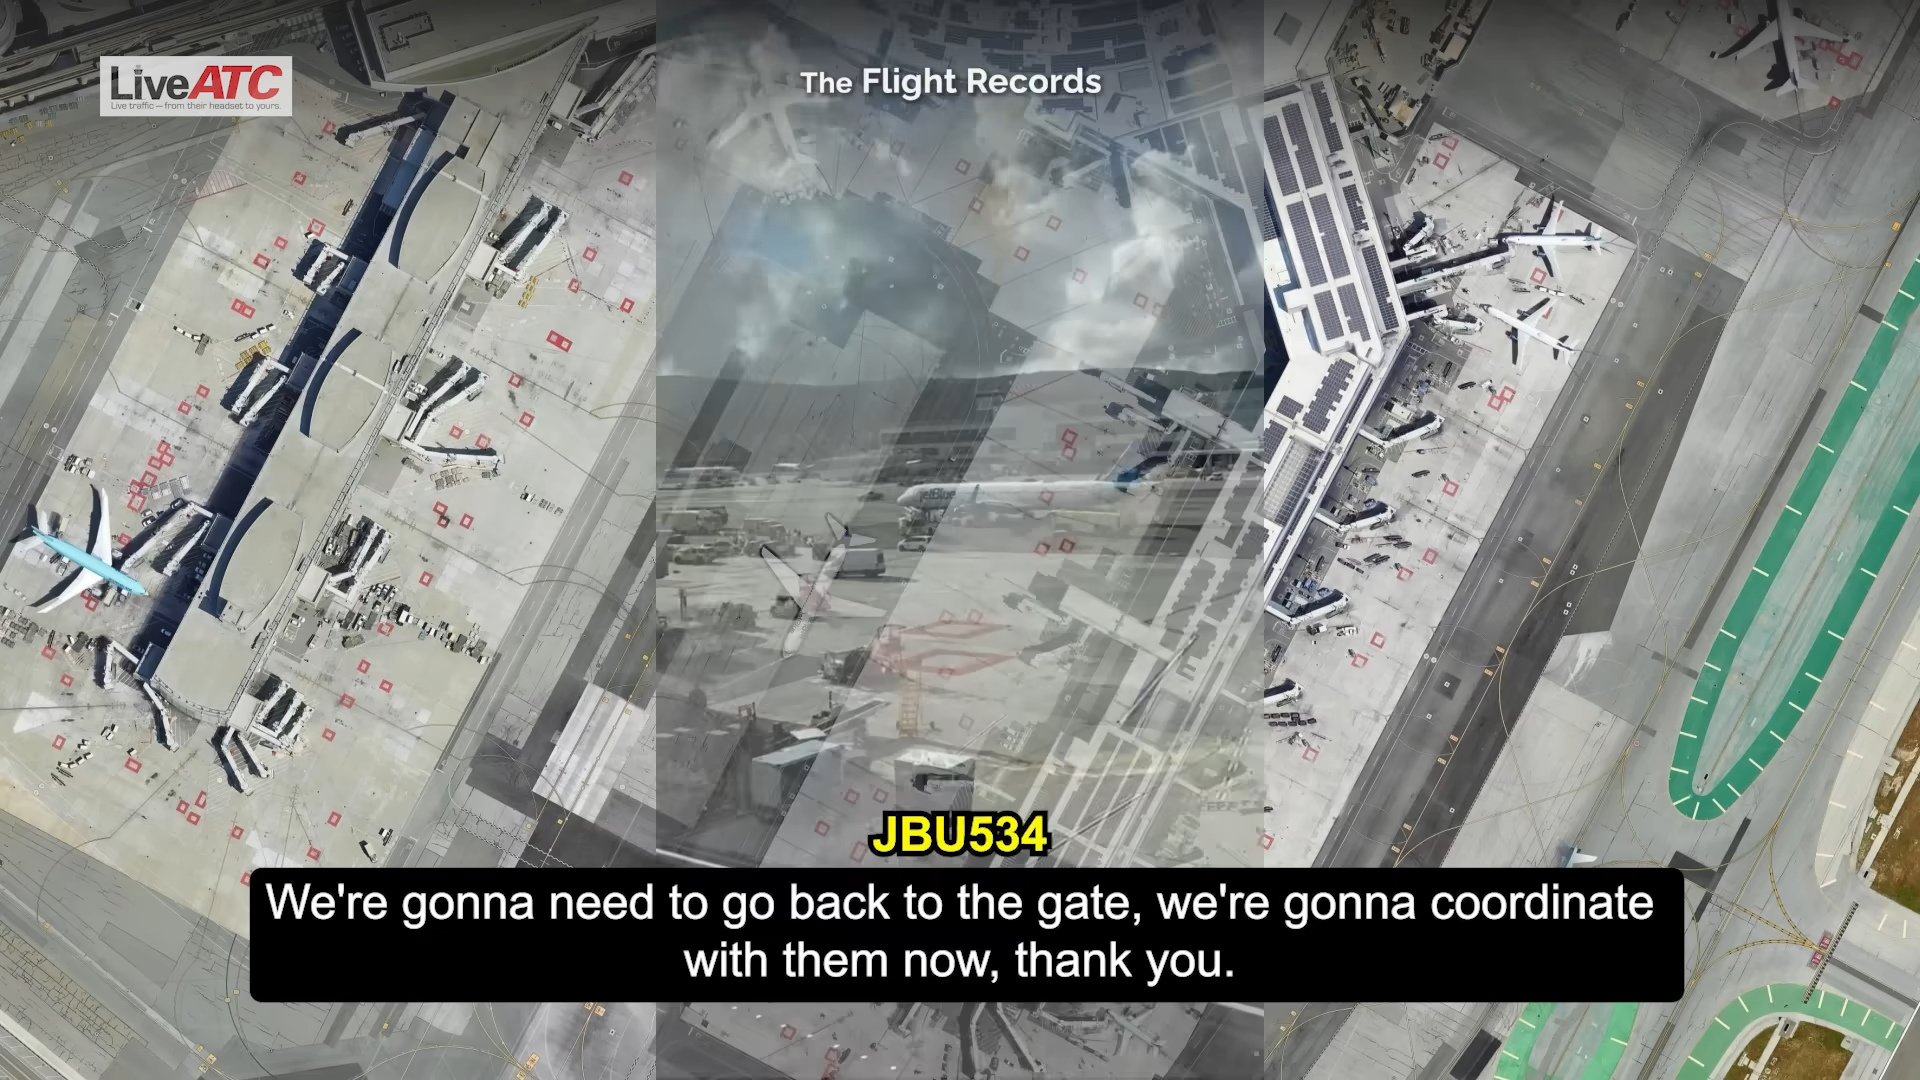 LiveATC
Live traffic — from their headset to yours.
The Flight Records
jetBlue
JBU534
We're gonna need to go back to the gate, we're gonna coordinate
with them now, thank you.